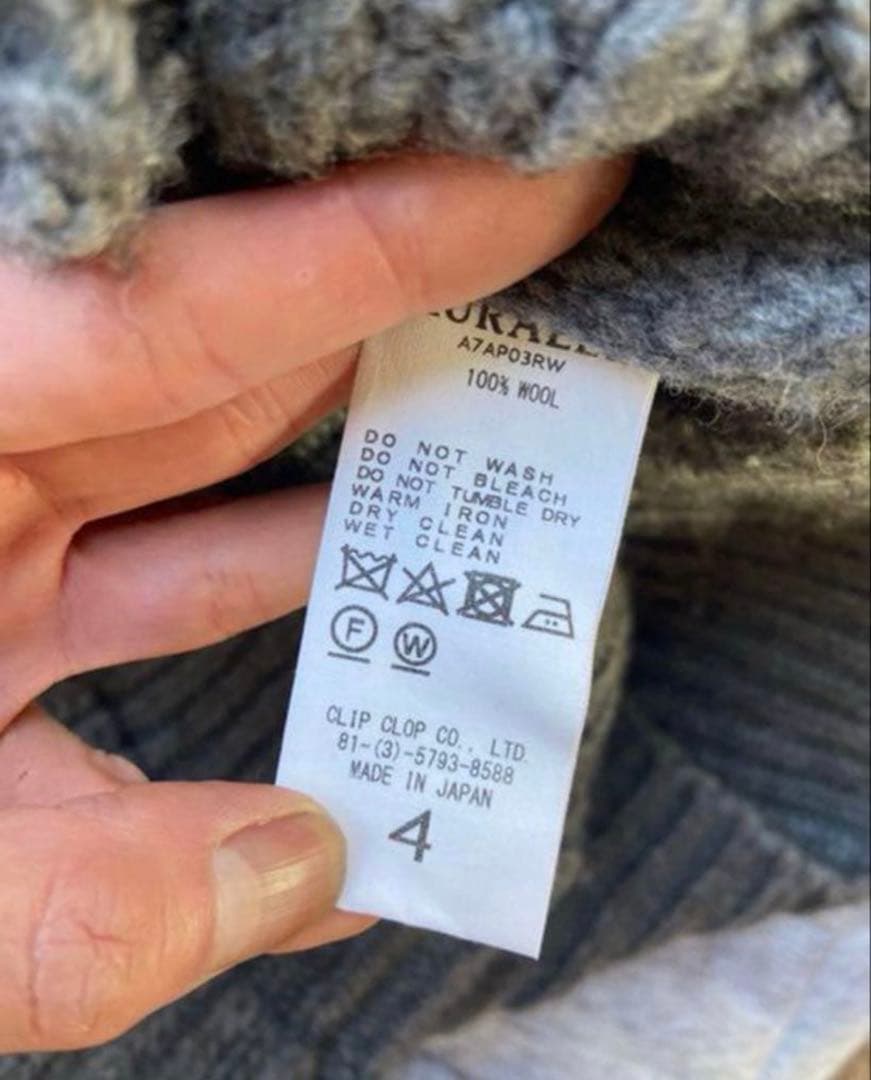 A7AP03RW
100% WOOL
DO NOT WASH
DO NOT BLEACH
DO NOT TUMBLE DRY
WARM IRON
DRY CLEAN
WET CLEAN
F W
CLIP CLOP CO., LTD.
81-(3)-5793-8588
MADE IN JAPAN
4